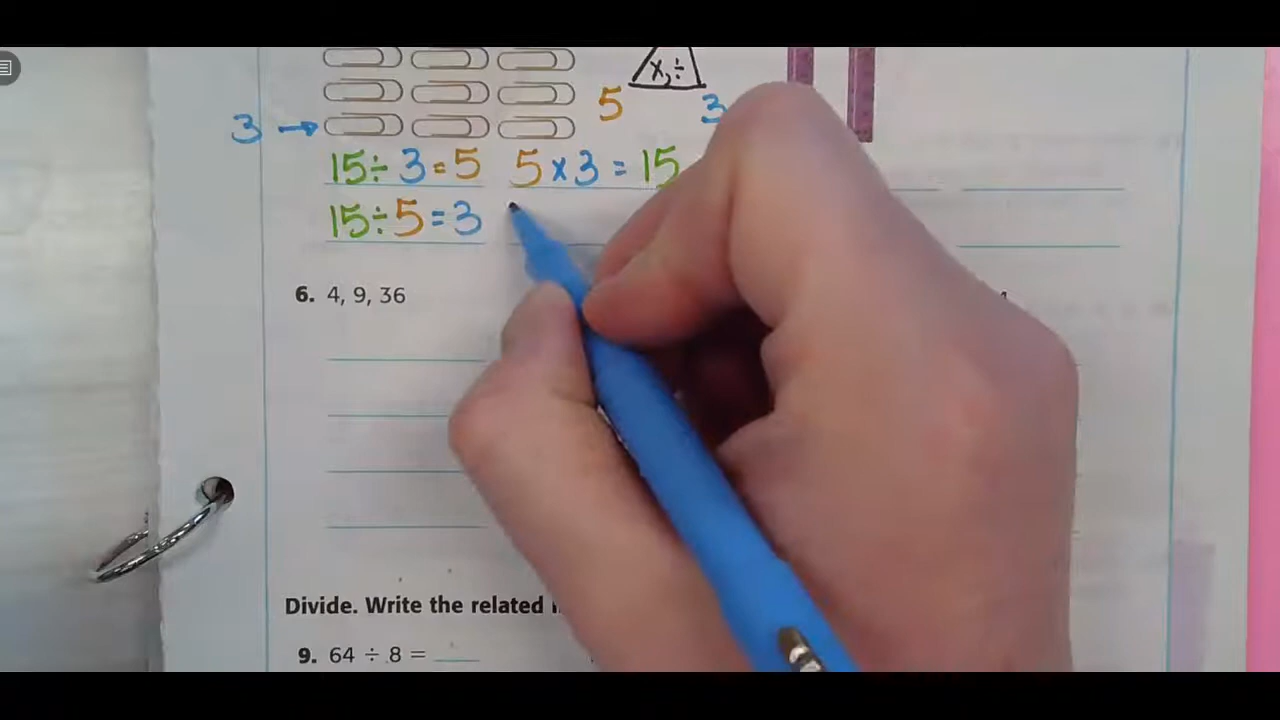 x, ÷
5 3
3 →
15 ÷ 3 = 5 5 x 3 = 15
15 ÷ 5 = 3
6. 4, 9, 36
Divide. Write the related
9. 64 ÷ 8 =